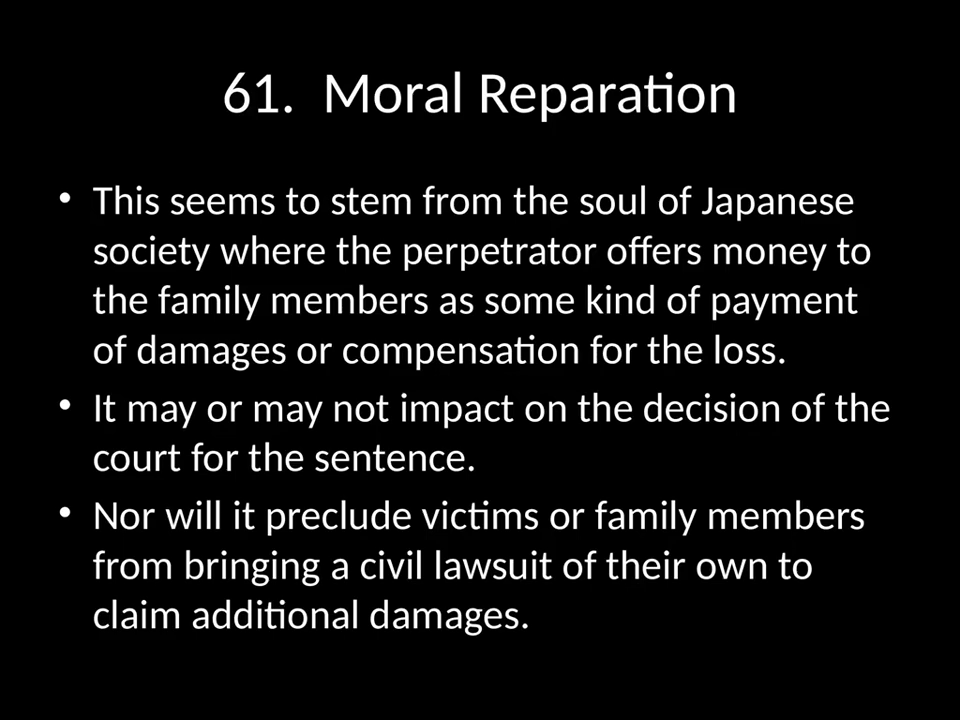 61.  Moral Reparation
• This seems to stem from the soul of Japanese
society where the perpetrator offers money to
the family members as some kind of payment
of damages or compensation for the loss.
• It may or may not impact on the decision of the
court for the sentence.
• Nor will it preclude victims or family members
from bringing a civil lawsuit of their own to
claim additional damages.